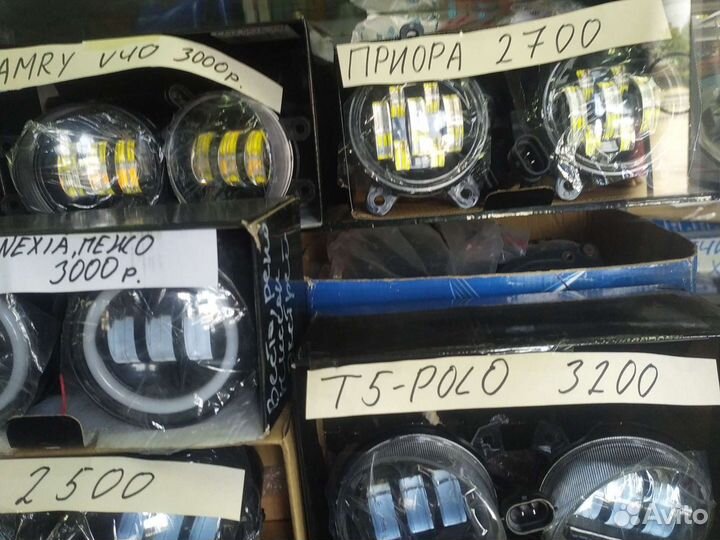 AMRY V40 3000р.
ПРИОРА 2700
NEXIA, ПЕЖО
3000р.
T5-POLO 3200
2500
Avito